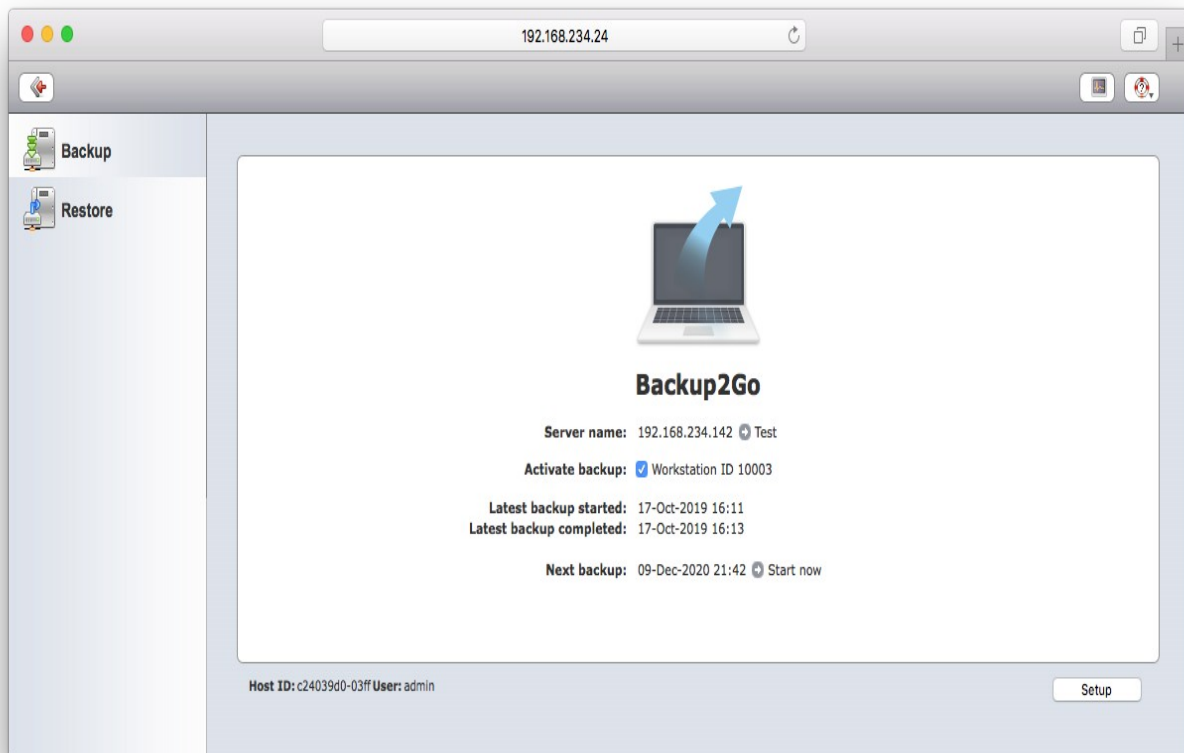 192.168.234.24
Backup
Restore
Backup2Go
Server name: 192.168.234.142 Test
Activate backup: Workstation ID 10003
Latest backup started: 17-Oct-2019 16:11
Latest backup completed: 17-Oct-2019 16:13
Next backup: 09-Dec-2020 21:42 Start now
Host ID: c24039d0-03ff User: admin
Setup